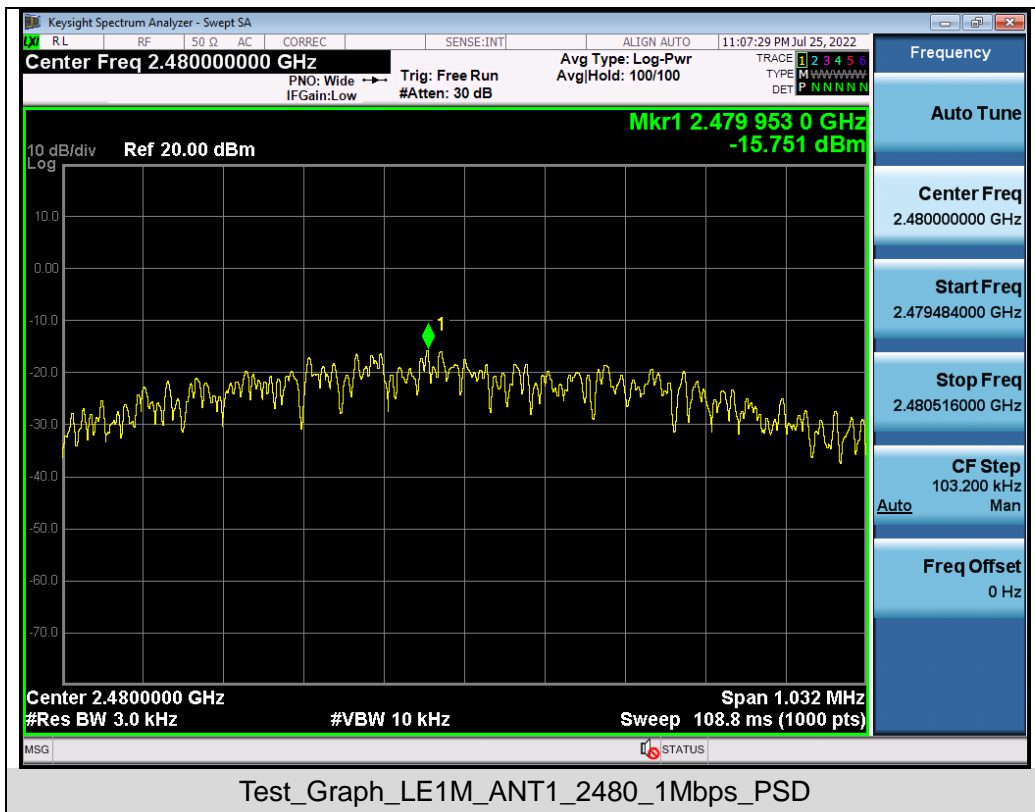 Keysight Spectrum Analyzer - Swept SA
LXI RL RF 50 Ω AC CORREC SENSE:INT ALIGN AUTO 11:07:29 PM Jul 25, 2022
Center Freq 2.480000000 GHz
PNO: Wide
IFGain:Low
Trig: Free Run
#Atten: 30 dB
Avg Type: Log-Pwr
Avg|Hold: 100/100
TRACE 1 2 3 4 5 6
TYPE M WWWWW
DET P N N N N N
Mkr1 2.479 953 0 GHz
-15.751 dBm
10 dB/div Ref 20.00 dBm
Log
10.0
0.00
-10.0
-20.0
-30.0
-40.0
-50.0
-60.0
-70.0
1
Center 2.4800000 GHz Span 1.032 MHz
#Res BW 3.0 kHz #VBW 10 kHz Sweep 108.8 ms (1000 pts)
MSG STATUS
Frequency
Auto Tune
Center Freq
2.480000000 GHz
Start Freq
2.479484000 GHz
Stop Freq
2.480516000 GHz
CF Step
103.200 kHz
Auto Man
Freq Offset
0 Hz
Test_Graph_LE1M_ANT1_2480_1Mbps_PSD